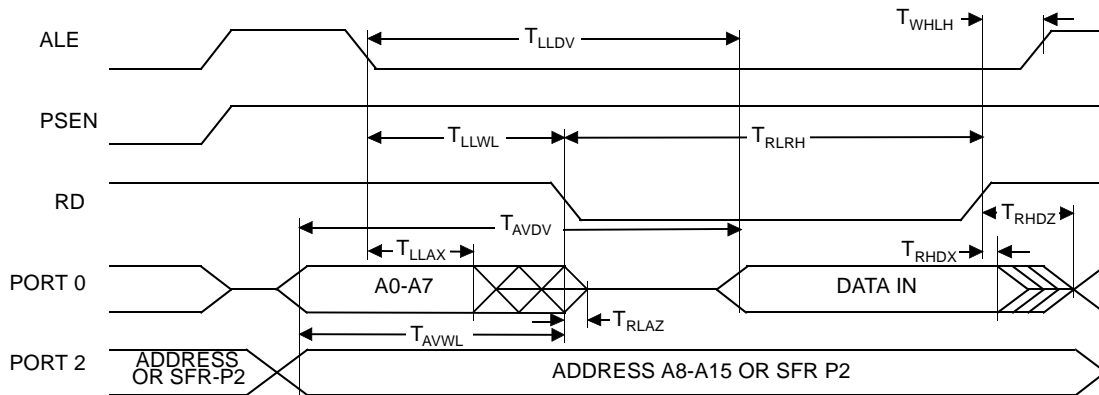 T_WHLH
ALE
T_LLDV
PSEN
T_LLWL
T_RLRH
RD
T_AVDV
T_RHDZ
T_LLAX
T_RHDX
PORT 0
A0-A7
DATA IN
T_RLAZ
T_AVWL
PORT 2
ADDRESS
OR SFR-P2
ADDRESS A8-A15 OR SFR P2